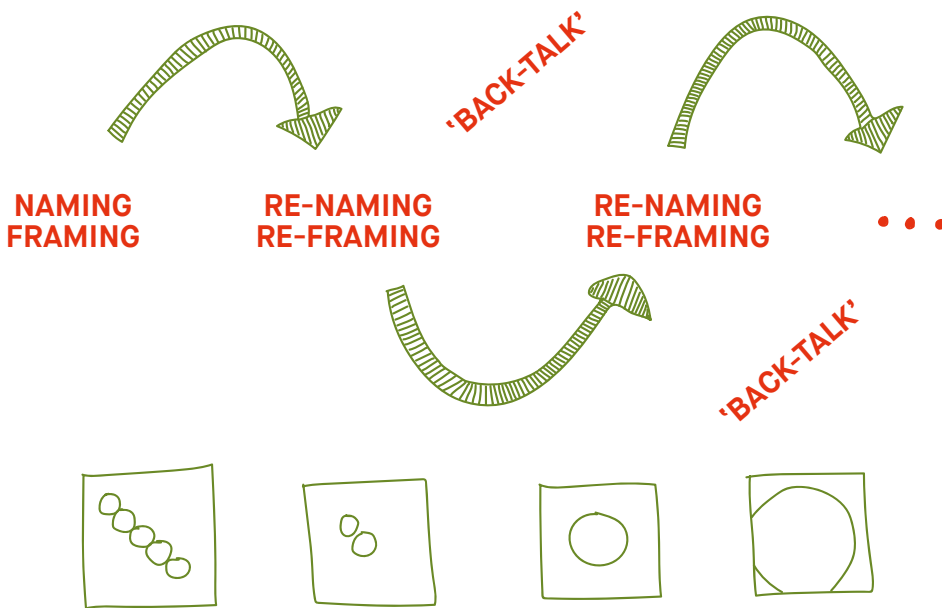 ‘BACK-TALK’
NAMING
FRAMING
RE-NAMING
RE-FRAMING
RE-NAMING
RE-FRAMING
...
‘BACK-TALK’